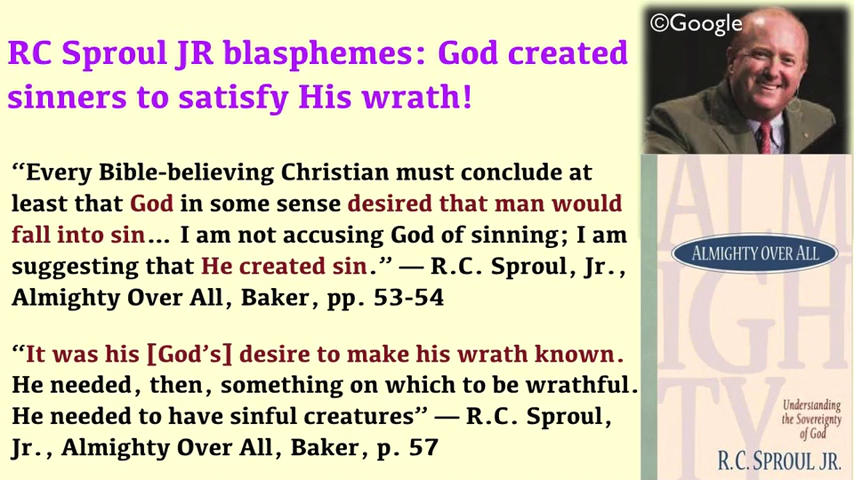 RC Sproul JR blasphemes: God created
sinners to satisfy His wrath!
“Every Bible-believing Christian must conclude at
least that God in some sense desired that man would
fall into sin… I am not accusing God of sinning; I am
suggesting that He created sin.” — R.C. Sproul, Jr.,
Almighty Over All, Baker, pp. 53-54
“It was his [God’s] desire to make his wrath known.
He needed, then, something on which to be wrathful.
He needed to have sinful creatures” — R.C. Sproul,
Jr., Almighty Over All, Baker, p. 57
©Google
ALM
IGH
TY
ALMIGHTY OVER ALL
Understanding
the Sovereignty
of God
R.C. SPROUL JR.